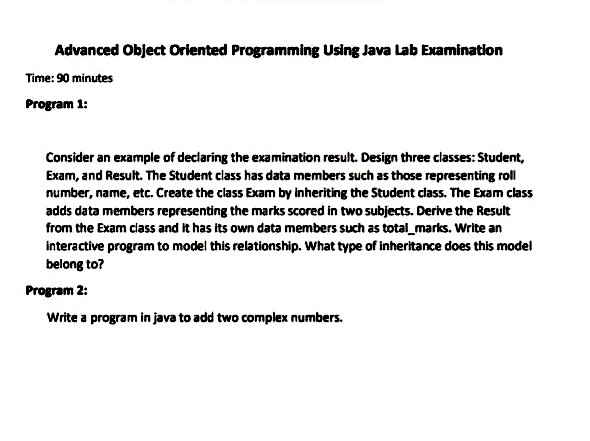 Advanced Object Oriented Programming Using Java Lab Examination
Time: 90 minutes
Program 1:
Consider an example of declaring the examination result. Design three classes: Student,
Exam, and Result. The Student class has data members such as those representing roll
number, name, etc. Create the class Exam by inheriting the Student class. The Exam class
adds data members representing the marks scored in two subjects. Derive the Result
from the Exam class and it has its own data members such as total_marks. Write an
interactive program to model this relationship. What type of inheritance does this model
belong to?
Program 2:
Write a program in java to add two complex numbers.